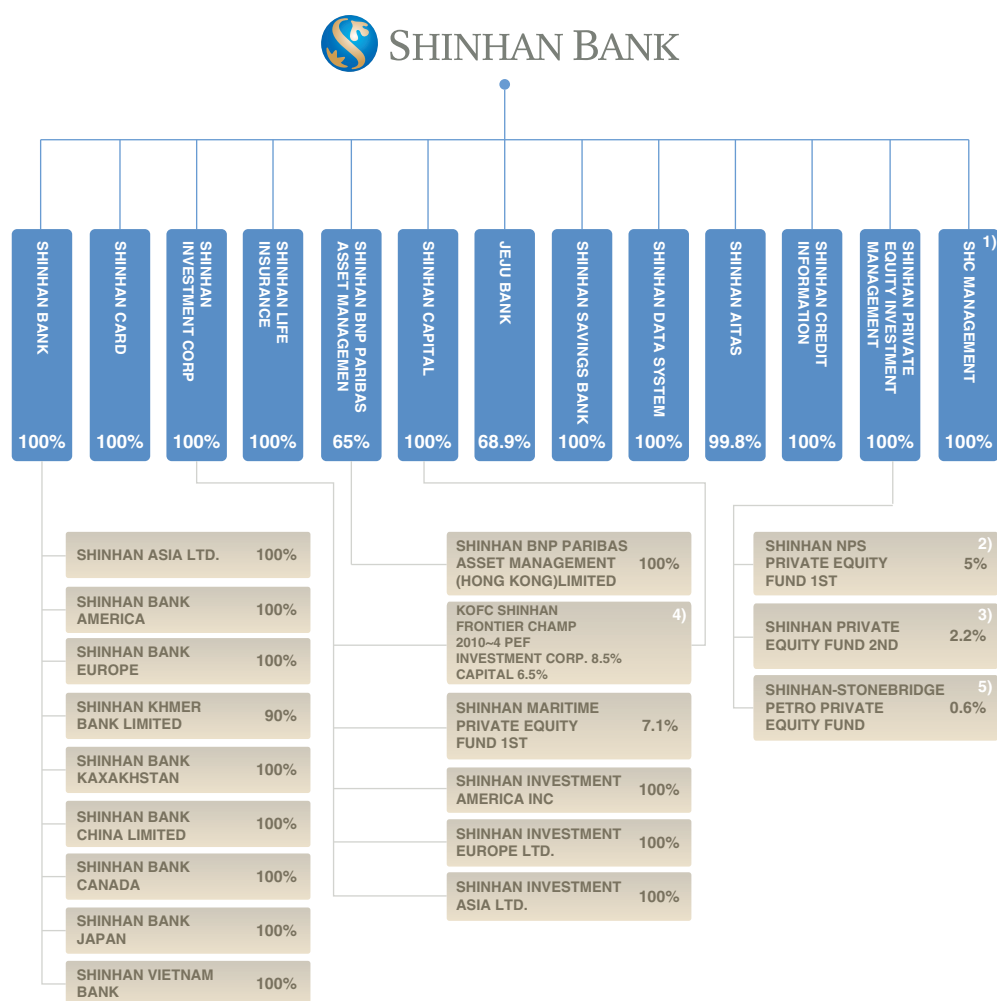 SHINHAN BANK
SHINHAN BANK
100%
SHINHAN CARD
100%
SHINHAN
INVESTMENT CORP
100%
SHINHAN LIFE
INSURANCE
100%
SHINHAN BNP PARIBAS
ASSET MANAGEMEN
65%
SHINHAN CAPITAL
100%
JEJU BANK
68.9%
SHINHAN SAVINGS BANK
100%
SHINHAN DATA SYSTEM
100%
SHINHAN AITAS
99.8%
SHINHAN CREDIT
INFORMATION
100%
SHINHAN PRIVATE
EQUITY INVESTMENT
MANAGEMENT
100%
1)
SHC MANAGEMENT
100%
SHINHAN ASIA LTD. 100%
SHINHAN BANK
AMERICA
100%
SHINHAN BANK
EUROPE
100%
SHINHAN KHMER
BANK LIMITED
90%
SHINHAN BANK
KAXAKHSTAN
100%
SHINHAN BANK
CHINA LIMITED
100%
SHINHAN BANK
CANADA
100%
SHINHAN BANK
JAPAN
100%
SHINHAN VIETNAM
BANK
100%
SHINHAN BNP PARIBAS
ASSET MANAGEMENT
(HONG KONG)LIMITED
100%
KOFC SHINHAN
FRONTIER CHAMP
2010~4 PEF
INVESTMENT CORP. 8.5%
CAPITAL 6.5%
4)
SHINHAN MARITIME
PRIVATE EQUITY
FUND 1ST
7.1%
SHINHAN INVESTMENT
AMERICA INC
100%
SHINHAN INVESTMENT
EUROPE LTD.
100%
SHINHAN INVESTMENT
ASIA LTD.
100%
SHINHAN NPS
PRIVATE EQUITY
FUND 1ST
2)
5%
SHINHAN PRIVATE
EQUITY FUND 2ND
3)
2.2%
SHINHAN-STONEBRIDGE
PETRO PRIVATE
EQUITY FUND
5)
0.6%